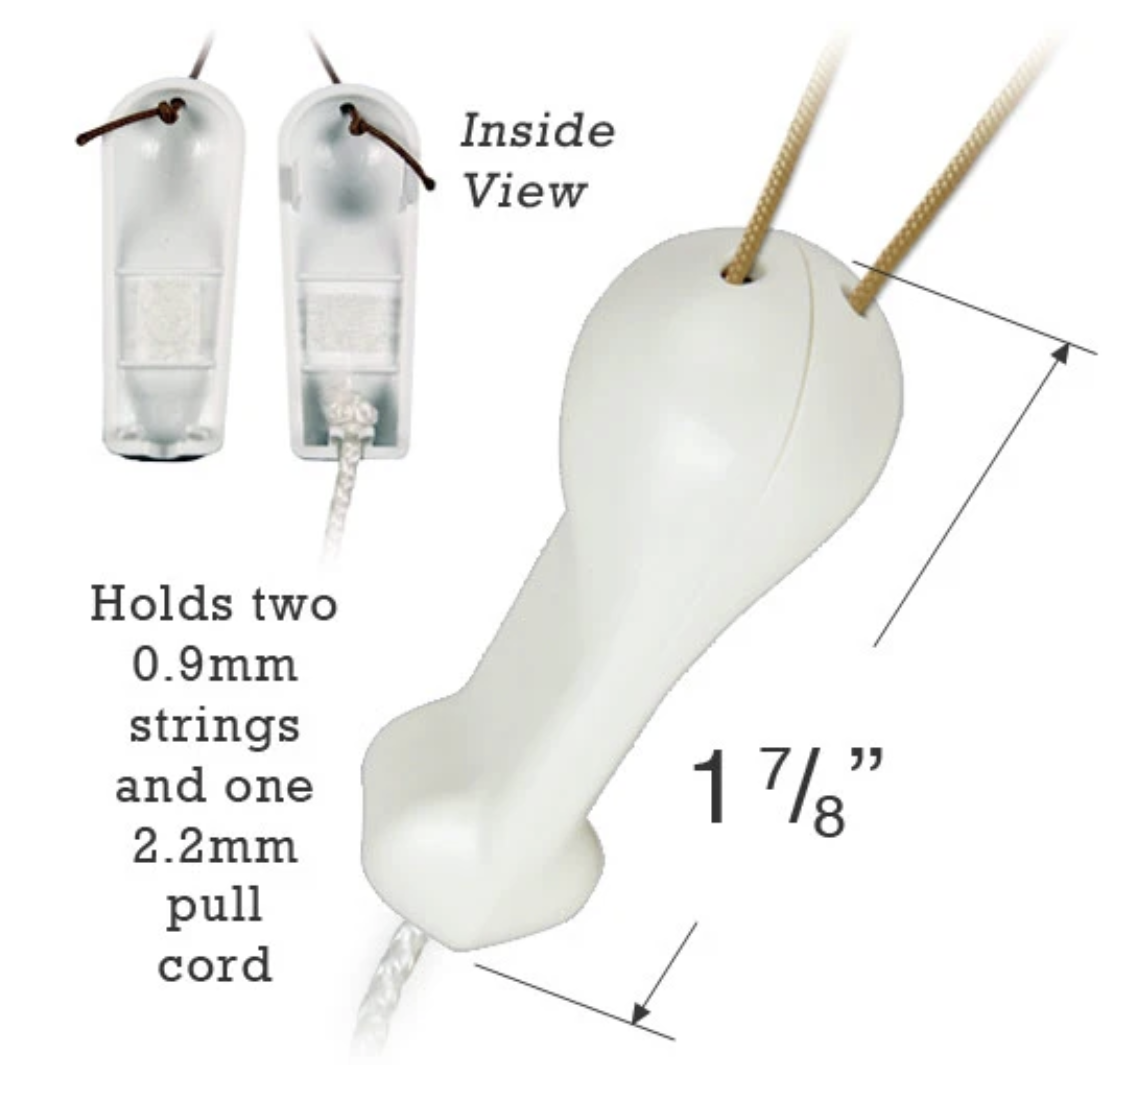 Inside
View
Holds two
0.9mm
strings
and one
2.2mm
pull
cord
1 7/8”